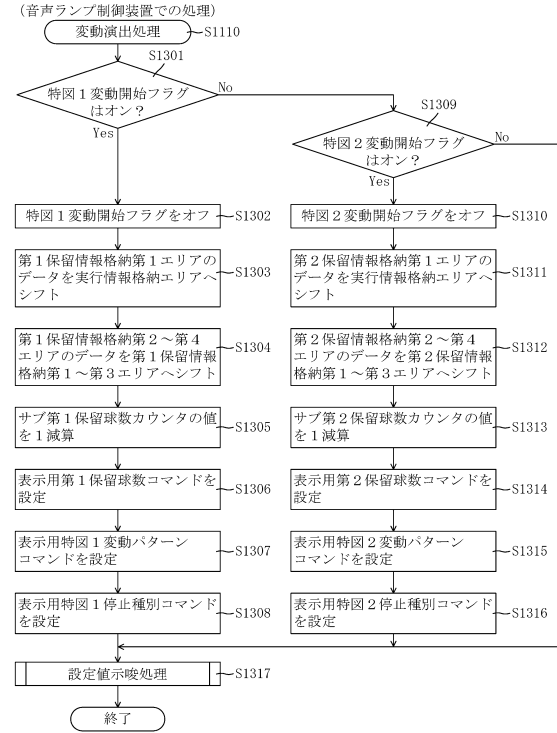 (音声ランプ制御装置での処理)
変動演出処理
S1110
S1301
特図1変動開始フラグ
はオン?
No
Yes
S1309
特図2変動開始フラグ
はオン?
No
Yes
特図1変動開始フラグをオフ
S1302
特図2変動開始フラグをオフ
S1310
第1保留情報格納第1エリアの
データを実行情報格納エリアへ
シフト
S1303
第2保留情報格納第1エリアの
データを実行情報格納エリアへ
シフト
S1311
第1保留情報格納第2~第4
エリアのデータを第1保留情報
格納第1~第3エリアへシフト
S1304
第2保留情報格納第2~第4
エリアのデータを第2保留情報
格納第1~第3エリアへシフト
S1312
サブ第1保留球数カウンタの値
を1減算
S1305
サブ第2保留球数カウンタの値
を1減算
S1313
表示用第1保留球数コマンドを
設定
S1306
表示用第2保留球数コマンドを
設定
S1314
表示用特図1変動パターン
コマンドを設定
S1307
表示用特図2変動パターン
コマンドを設定
S1315
表示用特図1停止種別コマンド
を設定
S1308
表示用特図2停止種別コマンド
を設定
S1316
設定値示唆処理
S1317
終了